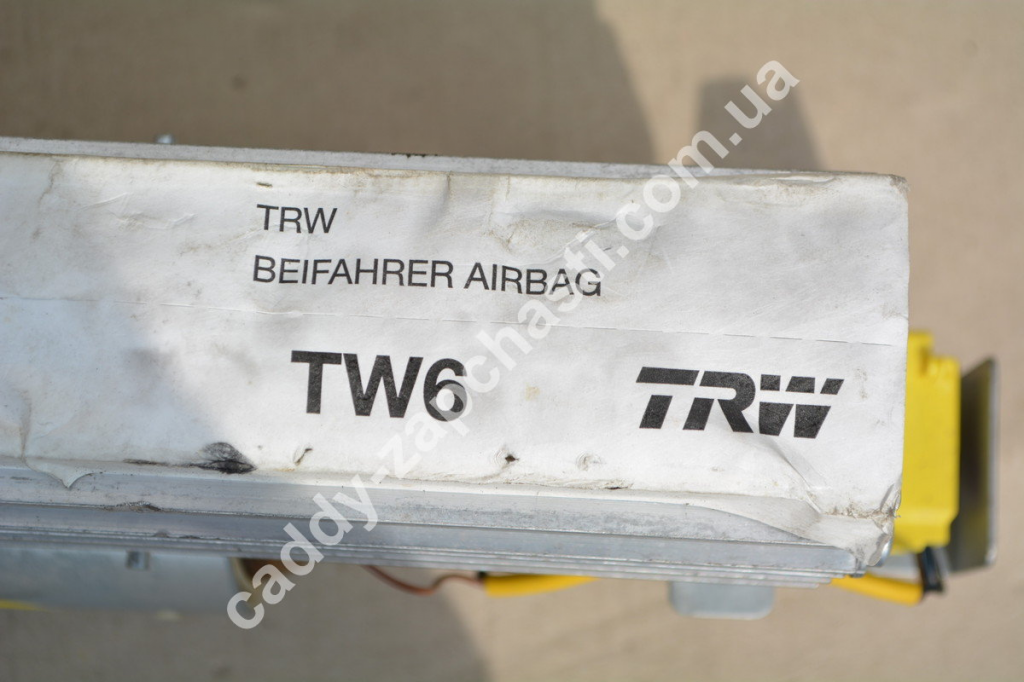 TRW
BEIFAHRER AIRBAG
TW6 TRW
caddy-zapchasti.com.ua